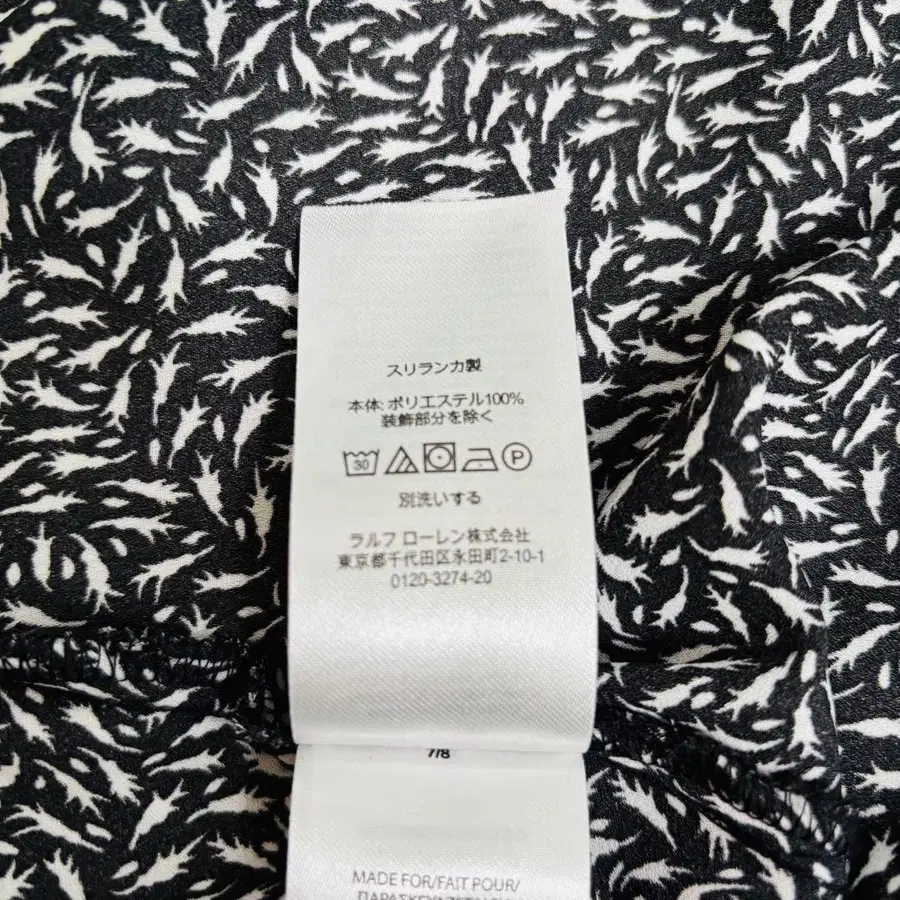 スリランカ製
本体: ポリエステル100%
装飾部分を除く
30 P
別洗いする
ラルフ ローレン株式会社
東京都千代田区永田町2-10-1
0120-3274-20
7/8
MADE FOR/FAIT POUR/